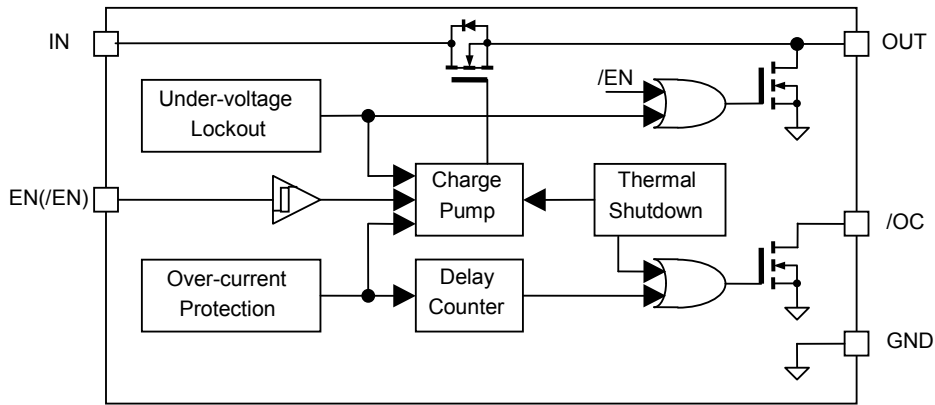 IN
OUT
/EN
Under-voltage
Lockout
EN(/EN)
Charge
Pump
Thermal
Shutdown
/OC
Over-current
Protection
Delay
Counter
GND